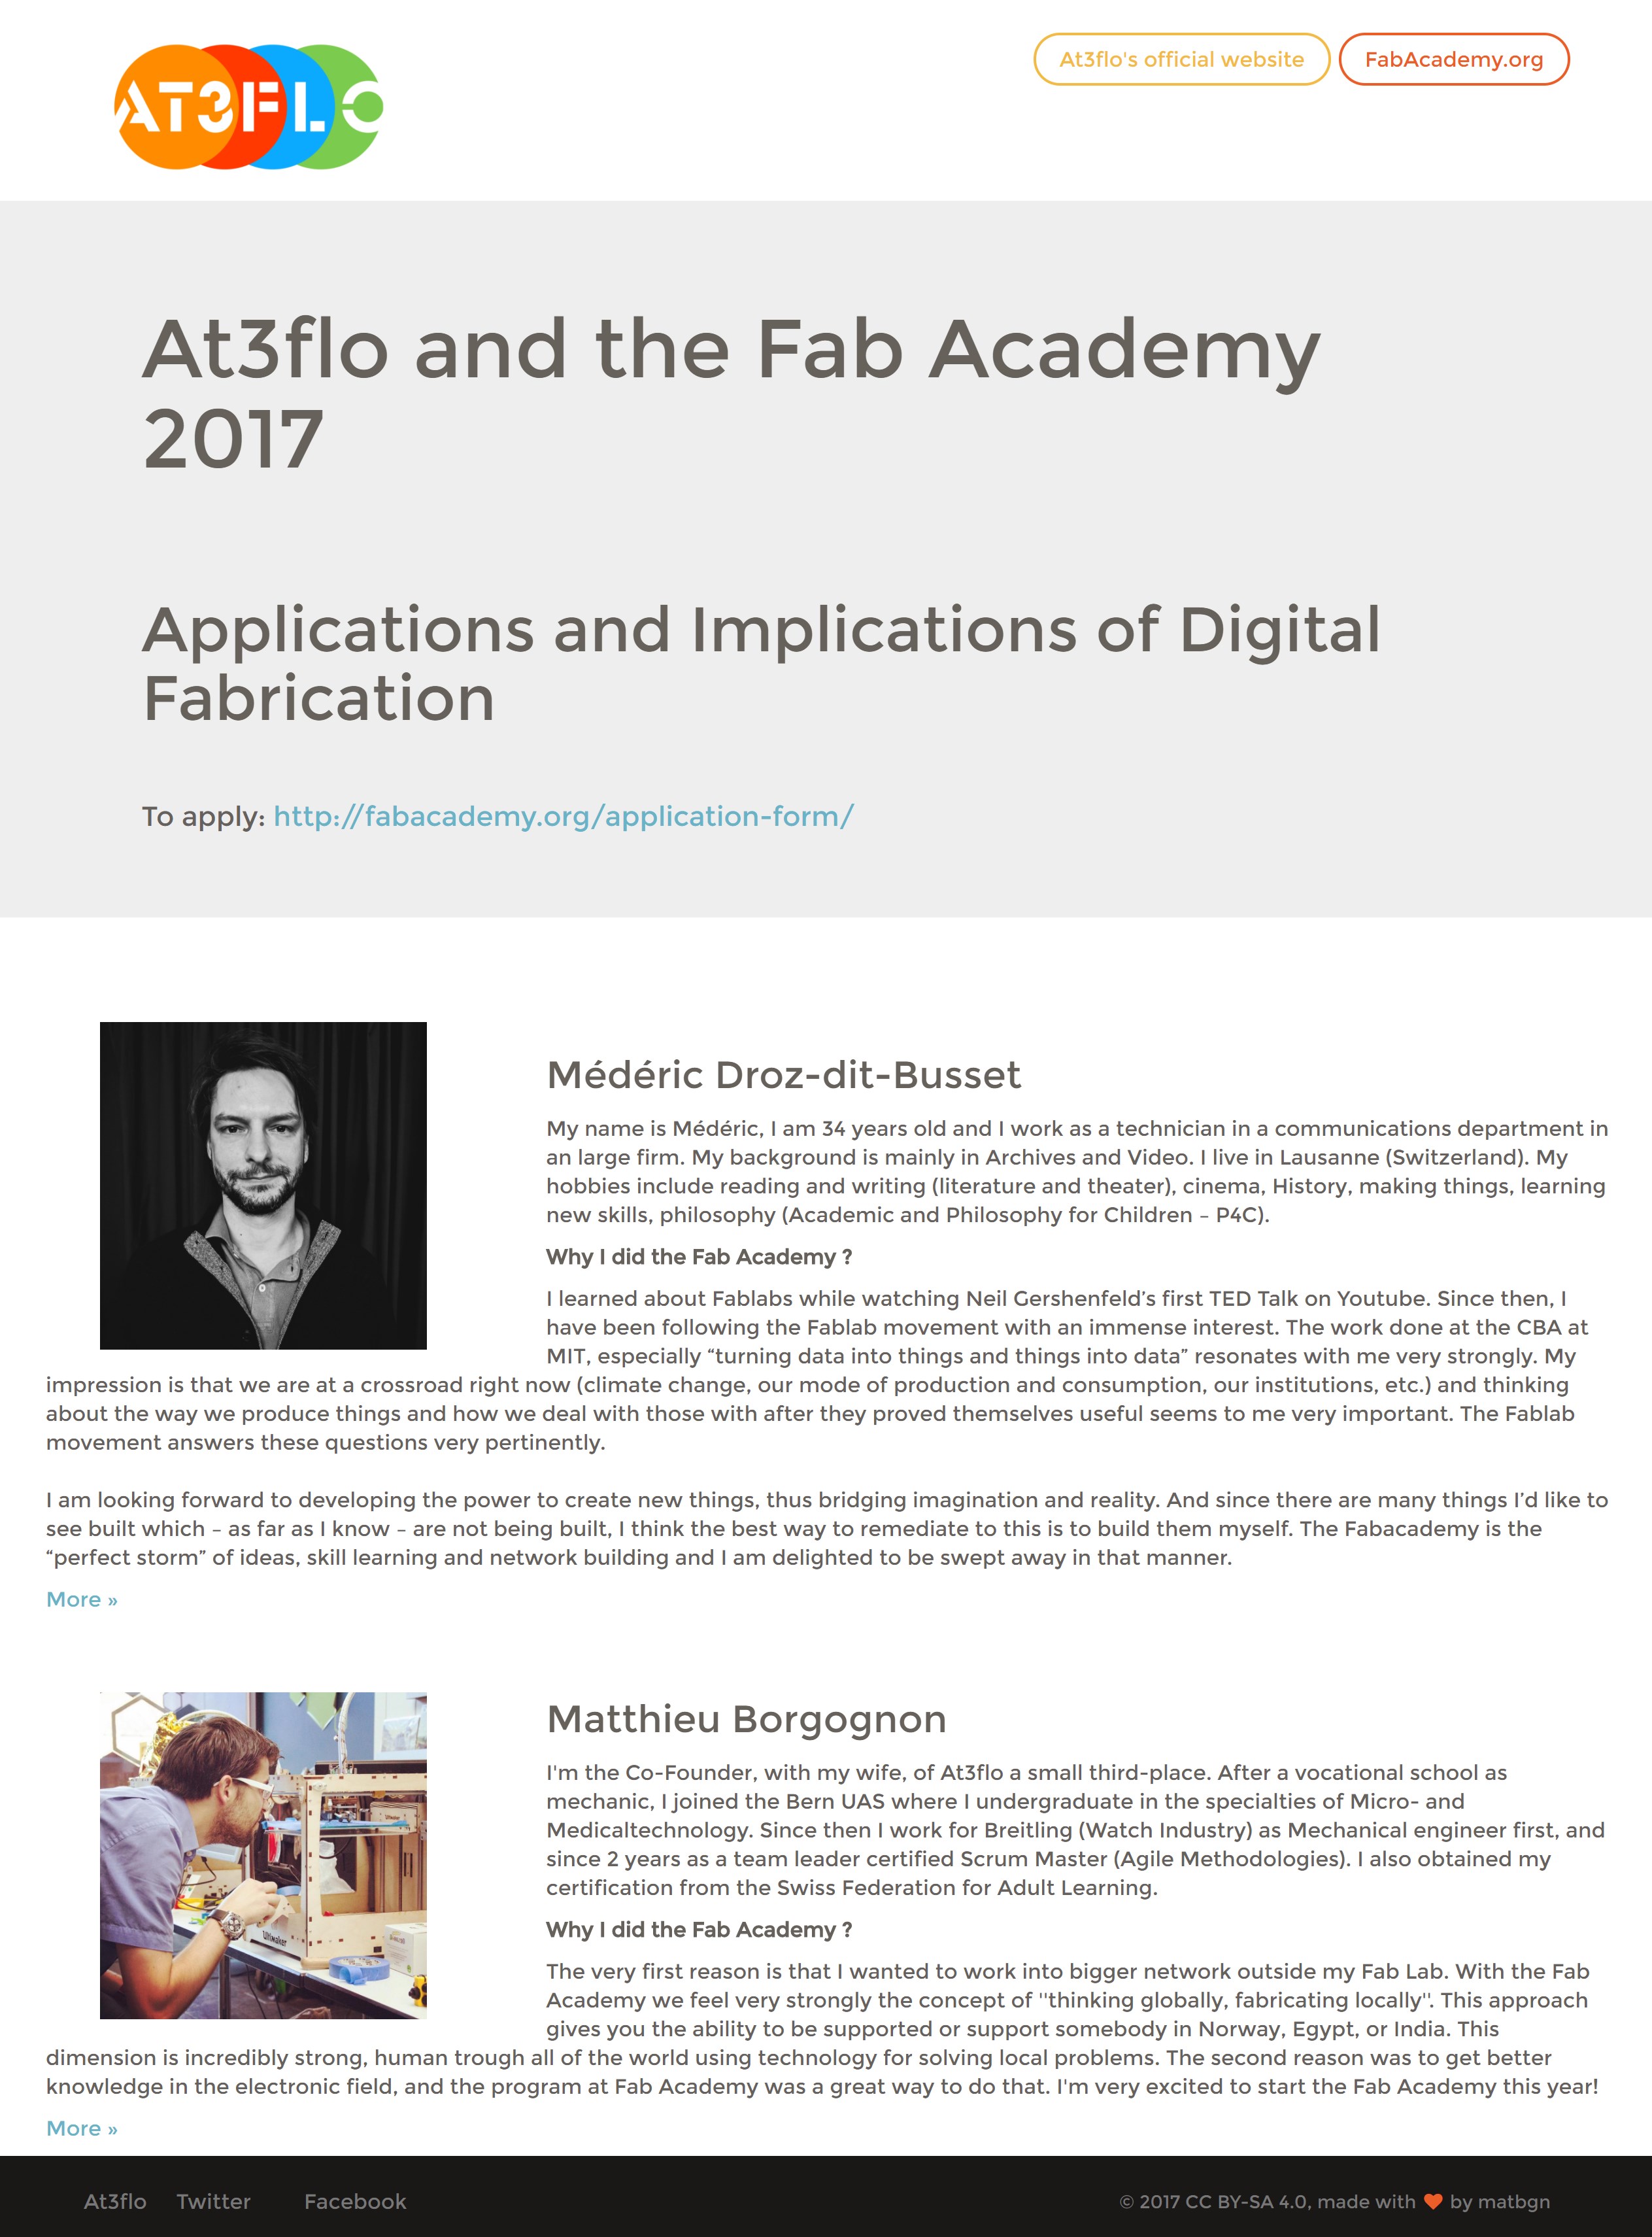 AT3FLO
At3flo's official website
FabAcademy.org
At3flo and the Fab Academy
2017
Applications and Implications of Digital
Fabrication
To apply: http://fabacademy.org/application-form/
Médéric Droz-dit-Busset
My name is Médéric, I am 34 years old and I work as a technician in a communications department in
an large firm. My background is mainly in Archives and Video. I live in Lausanne (Switzerland). My
hobbies include reading and writing (literature and theater), cinema, History, making things, learning
new skills, philosophy (Academic and Philosophy for Children – P4C).
Why I did the Fab Academy ?
I learned about Fablabs while watching Neil Gershenfeld’s first TED Talk on Youtube. Since then, I
have been following the Fablab movement with an immense interest. The work done at the CBA at
MIT, especially “turning data into things and things into data” resonates with me very strongly. My
impression is that we are at a crossroad right now (climate change, our mode of production and consumption, our institutions, etc.) and thinking
about the way we produce things and how we deal with those with after they proved themselves useful seems to me very important. The Fablab
movement answers these questions very pertinently.
I am looking forward to developing the power to create new things, thus bridging imagination and reality. And since there are many things I’d like to
see built which – as far as I know – are not being built, I think the best way to remediate to this is to build them myself. The Fabacademy is the
“perfect storm” of ideas, skill learning and network building and I am delighted to be swept away in that manner.
More »
Matthieu Borgognon
I'm the Co-Founder, with my wife, of At3flo a small third-place. After a vocational school as
mechanic, I joined the Bern UAS where I undergraduate in the specialties of Micro- and
Medicaltechnology. Since then I work for Breitling (Watch Industry) as Mechanical engineer first, and
since 2 years as a team leader certified Scrum Master (Agile Methodologies). I also obtained my
certification from the Swiss Federation for Adult Learning.
Why I did the Fab Academy ?
The very first reason is that I wanted to work into bigger network outside my Fab Lab. With the Fab
Academy we feel very strongly the concept of ''thinking globally, fabricating locally''. This approach
gives you the ability to be supported or support somebody in Norway, Egypt, or India. This
dimension is incredibly strong, human trough all of the world using technology for solving local problems. The second reason was to get better
knowledge in the electronic field, and the program at Fab Academy was a great way to do that. I'm very excited to start the Fab Academy this year!
Ultimaker
More »
At3flo Twitter Facebook
© 2017 CC BY-SA 4.0, made with ❤ by matbgn